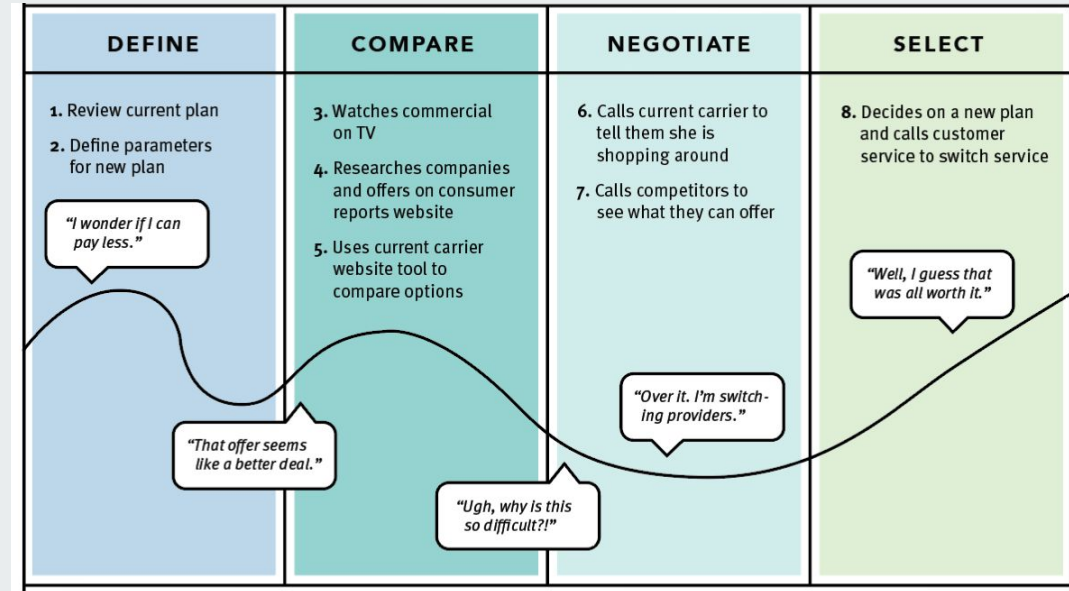 DEFINE
1. Review current plan
2. Define parameters
for new plan
“I wonder if I can
pay less.”
COMPARE
3. Watches commercial
on TV
4. Researches companies
and offers on consumer
reports website
5. Uses current carrier
website tool to
compare options
“That offer seems
like a better deal.”
NEGOTIATE
6. Calls current carrier to
tell them she is
shopping around
7. Calls competitors to
see what they can offer
“Ugh, why is this
so difficult?!”
“Over it. I’m switch-
ing providers.”
SELECT
8. Decides on a new plan
and calls customer
service to switch service
“Well, I guess that
was all worth it.”